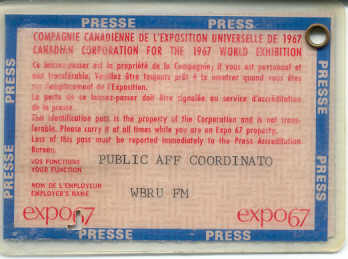 PRESSE PRESS
COMPAGNIE CANADIENNE DE L'EXPOSITION UNIVERSELLE DE 1967
CANADIAN CORPORATION FOR THE 1967 WORLD EXHIBITION
Ce laissez-passer est la propriété de la Compagnie; il vous est personnel et
non transférable. Veuillez être toujours prêt à le montrer quand vous êtes
sur l'emplacement de l'Exposition.
La perte de ce laissez-passer doit être signalée au service d'accréditation
de la presse.
This identification pass is the property of the Corporation and is not trans-
ferable. Please carry it at all times while you are on Expo 67 property.
Loss of this pass must be reported immediately to the Press Accreditation
Bureau.
VOS FONCTIONS
YOUR FUNCTION
PUBLIC AFF COORDINATO
NOM DE L'EMPLOYEUR
EMPLOYER'S NAME
WBRU FM
expo67 expo67
PRESSE PRESS
PRESS
PRESSE
PRESS
PRESSE